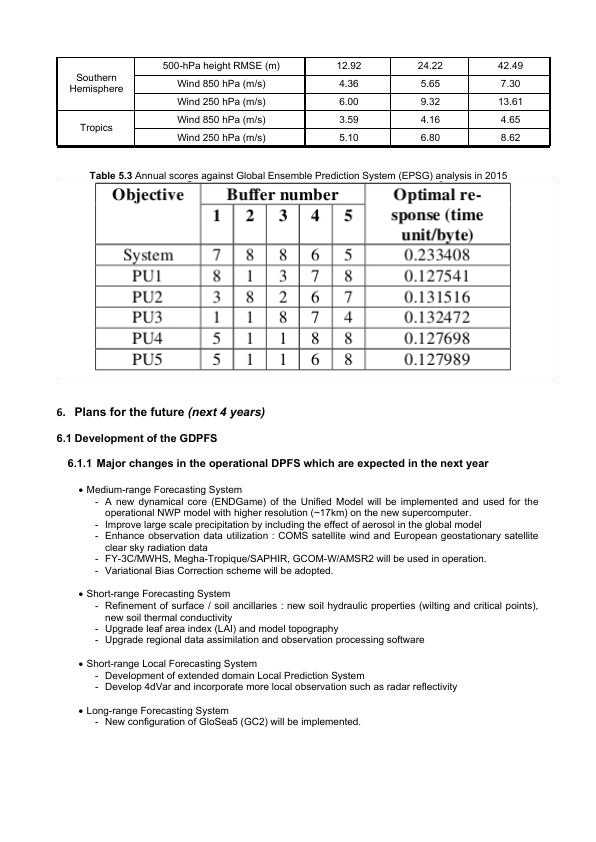 Southern Hemisphere 500-hPa height RMSE (m) 12.92 24.22 42.49
Wind 850 hPa (m/s) 4.36 5.65 7.30
Wind 250 hPa (m/s) 6.00 9.32 13.61
Tropics Wind 850 hPa (m/s) 3.59 4.16 4.65
Wind 250 hPa (m/s) 5.10 6.80 8.62
Table 5.3 Annual scores against Global Ensemble Prediction System (EPSG) analysis in 2015
Objective Buffer number Optimal re-
1 2 3 4 5 sponse (time
unit/byte)
System 7 8 8 6 5 0.233408
PU1 8 1 3 7 8 0.127541
PU2 3 8 2 6 7 0.131516
PU3 1 1 8 7 4 0.132472
PU4 5 1 1 8 8 0.127698
PU5 5 1 1 6 8 0.127989
6. Plans for the future (next 4 years)
6.1 Development of the GDPFS
6.1.1 Major changes in the operational DPFS which are expected in the next year
• Medium-range Forecasting System
- A new dynamical core (ENDGame) of the Unified Model will be implemented and used for the
operational NWP model with higher resolution (~17km) on the new supercomputer.
- Improve large scale precipitation by including the effect of aerosol in the global model
- Enhance observation data utilization : COMS satellite wind and European geostationary satellite
clear sky radiation data
- FY-3C/MWHS, Megha-Tropique/SAPHIR, GCOM-W/AMSR2 will be used in operation.
- Variational Bias Correction scheme will be adopted.
• Short-range Forecasting System
- Refinement of surface / soil ancillaries : new soil hydraulic properties (wilting and critical points),
new soil thermal conductivity
- Upgrade leaf area index (LAI) and model topography
- Upgrade regional data assimilation and observation processing software
• Short-range Local Forecasting System
- Development of extended domain Local Prediction System
- Develop 4dVar and incorporate more local observation such as radar reflectivity
• Long-range Forecasting System
- New configuration of GloSea5 (GC2) will be implemented.